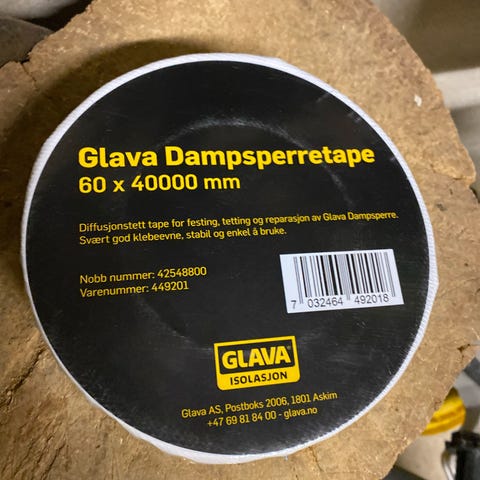 Glava Dampsperretape
60 x 40000 mm
Diffusjonstett tape for festing, tetting og reparasjon av Glava Dampsperre.
Svært god klebeevne, stabil og enkel å bruke.
Nobb nummer: 42548800
Varenummer: 449201
7 032464 492018
GLAVA®
ISOLASJON
Glava AS, Postboks 2006, 1801 Askim
+47 69 81 84 00 - glava.no